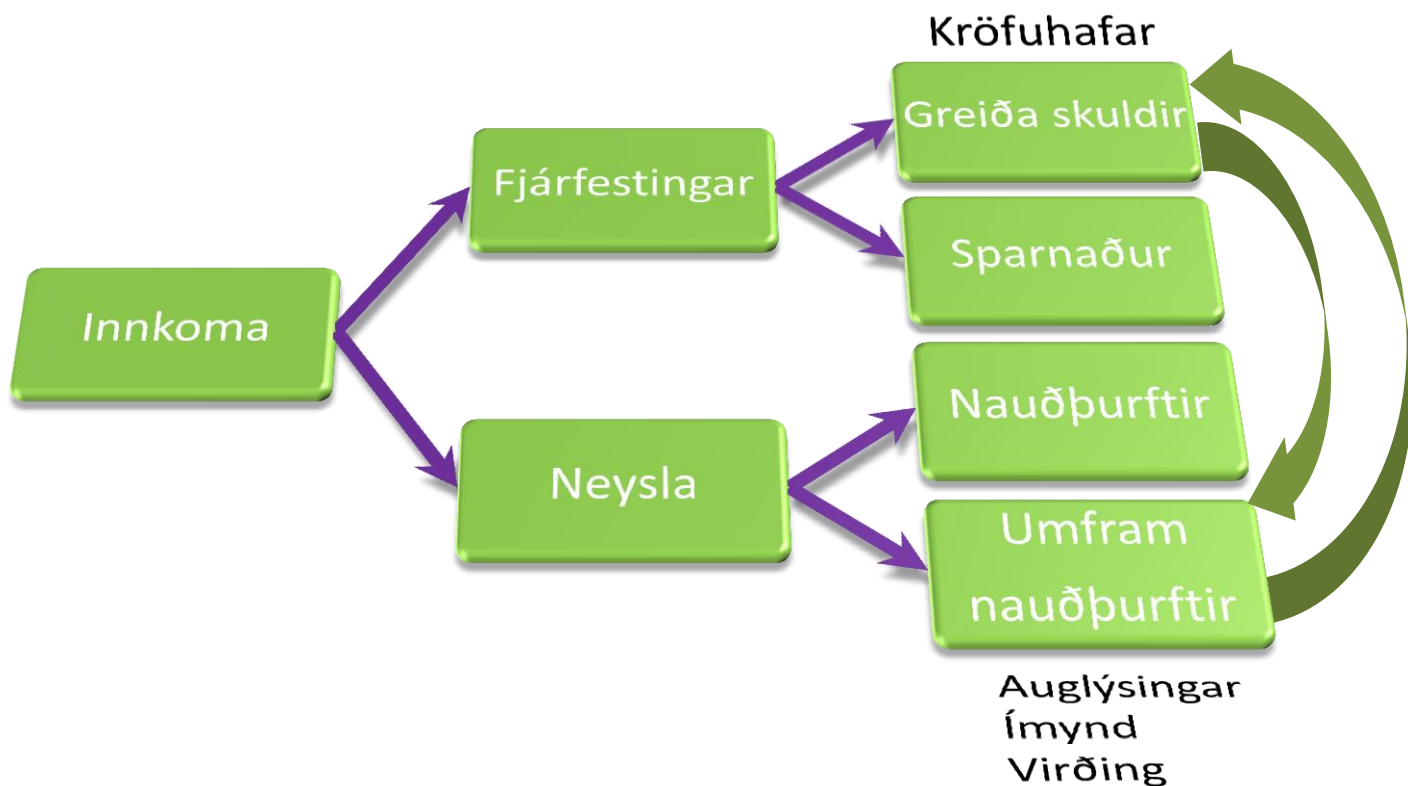 Kröfuhafar
Greiða skuldir
Fjárfestingar
Sparnaður
Innkoma
Nauðþurftir
Neysla
Umfram
nauðþurftir
Auglýsingar
Ímynd
Virðing